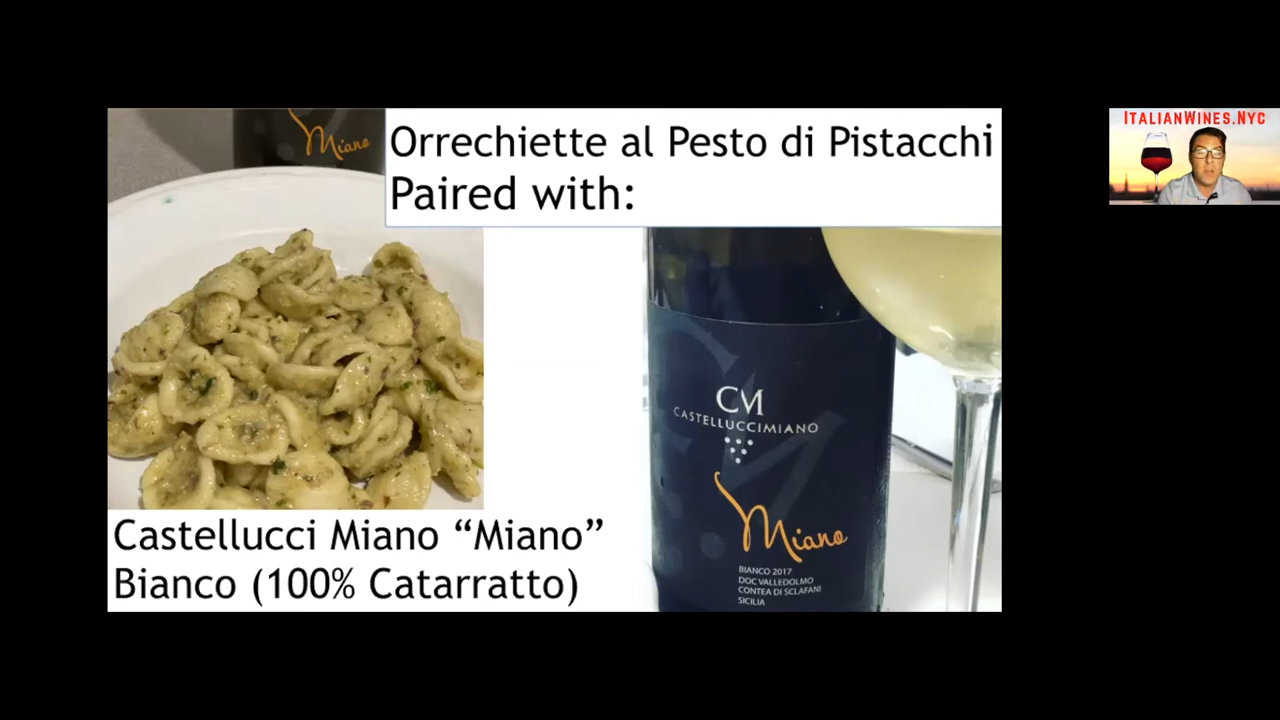 Miano
Orrechiette al Pesto di Pistacchi
Paired with:
ITALIANWINES.NYC
CM
CASTELLUCCIMIANO
Miano
BIANCO 2017
DOC VALLEDOLMO
CONTEA DI SCLAFANI
SICILIA
Castellucci Miano “Miano”
Bianco (100% Catarratto)